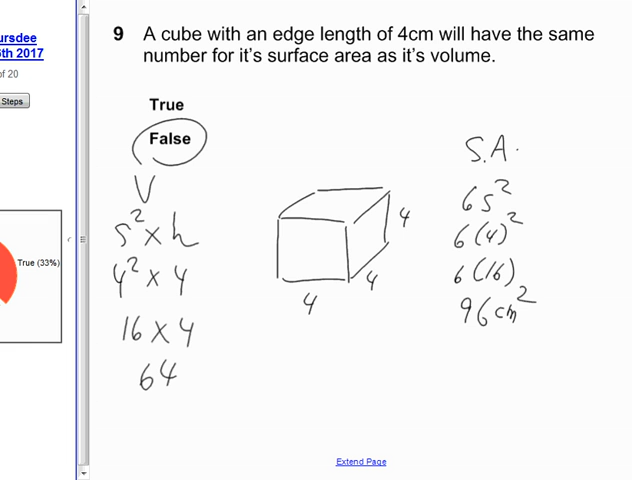 ursdee
th 2017
of 20
Steps
True (33%)
9 A cube with an edge length of 4cm will have the same
number for it's surface area as it's volume.
True
False
V
s² x h
4² x 4
16 x 4
64
4
4
4
S.A.
6s²
6(4)²
6(16)
96cm²
Extend Page